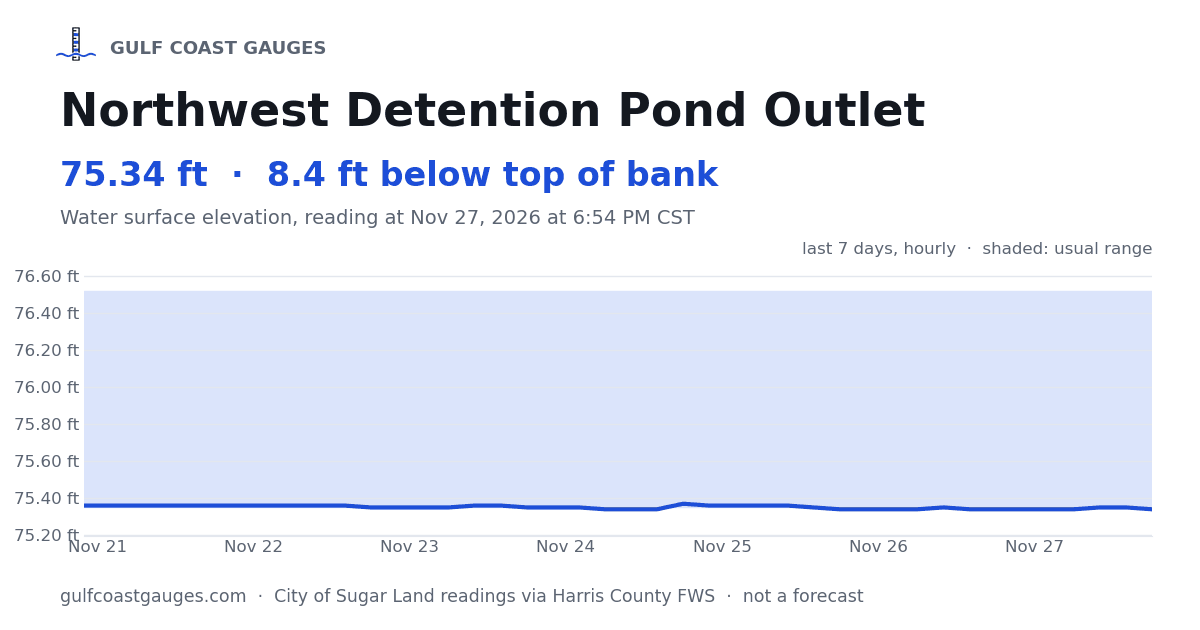 GULF COAST GAUGES
Northwest Detention Pond Outlet
75.34 ft · 8.4 ft below top of bank
Water surface elevation, reading at Nov 27, 2026 at 6:54 PM CST
last 7 days, hourly · shaded: usual range
76.60 ft
76.40 ft
76.20 ft
76.00 ft
75.80 ft
75.60 ft
75.40 ft
75.20 ft
Nov 21 Nov 22 Nov 23 Nov 24 Nov 25 Nov 26 Nov 27
gulfcoastgauges.com · City of Sugar Land readings via Harris County FWS · not a forecast